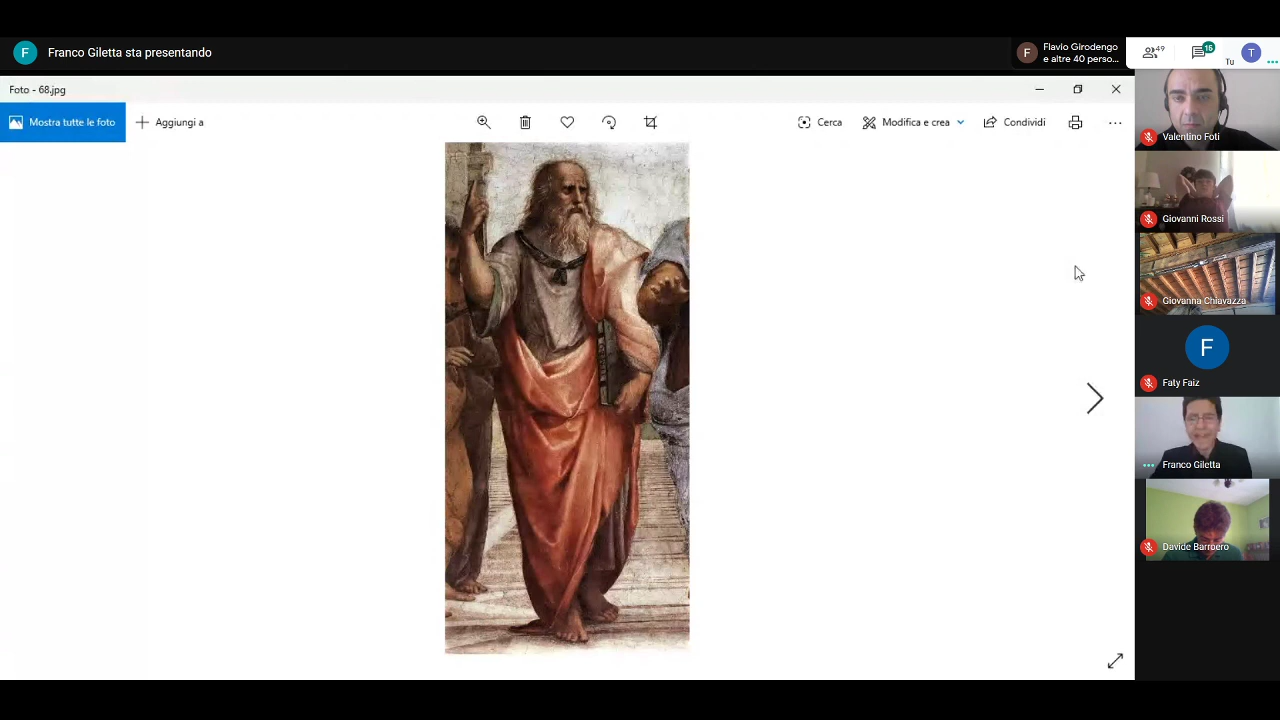 F Franco Giletta sta presentando
F Flavio Girodengo
e altre 40 perso...
49
15
Tu
T
Foto - 68.jpg
Mostra tutte le foto
Aggiungi a
Cerca
Modifica e crea
Condividi
Valentino Foti
Giovanni Rossi
Giovanna Chiavazza
F
Faty Faiz
Franco Giletta
Davide Barroero